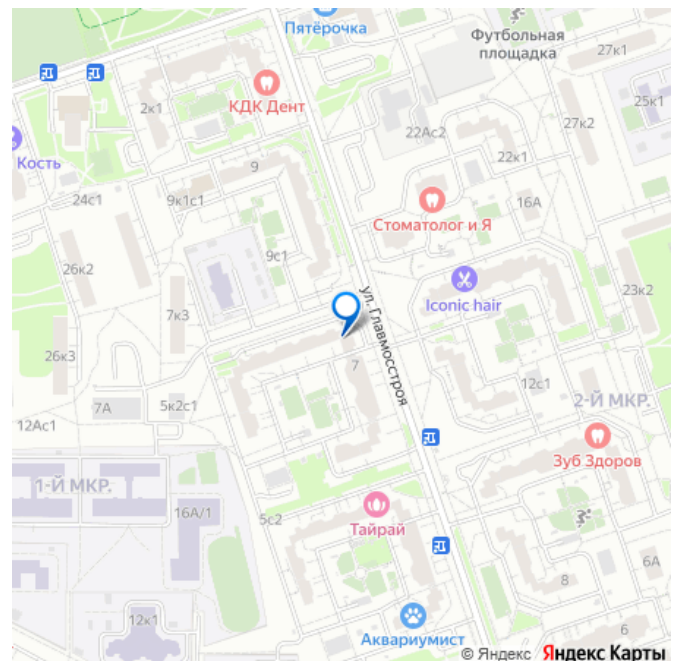 Пятёрочка
Футбольная
площадка
27к1
КДК Дент
2к1
25к1
27к2
22Ас2
Кость
22к1
9
24с1
9к1с1
16А
Стоматолог и Я
9с1
26к2
Iconic hair
23к2
7к3
ул. Главмосстроя
26к3
7
12с1
2-Й МКР.
7А
5к2с1
12Ас1
Зуб Здоров
1-Й МКР.
16А/1
5с2
Тайрай
6А
8
12к1
Аквариумист
6
© Яндекс Яндекс Карты